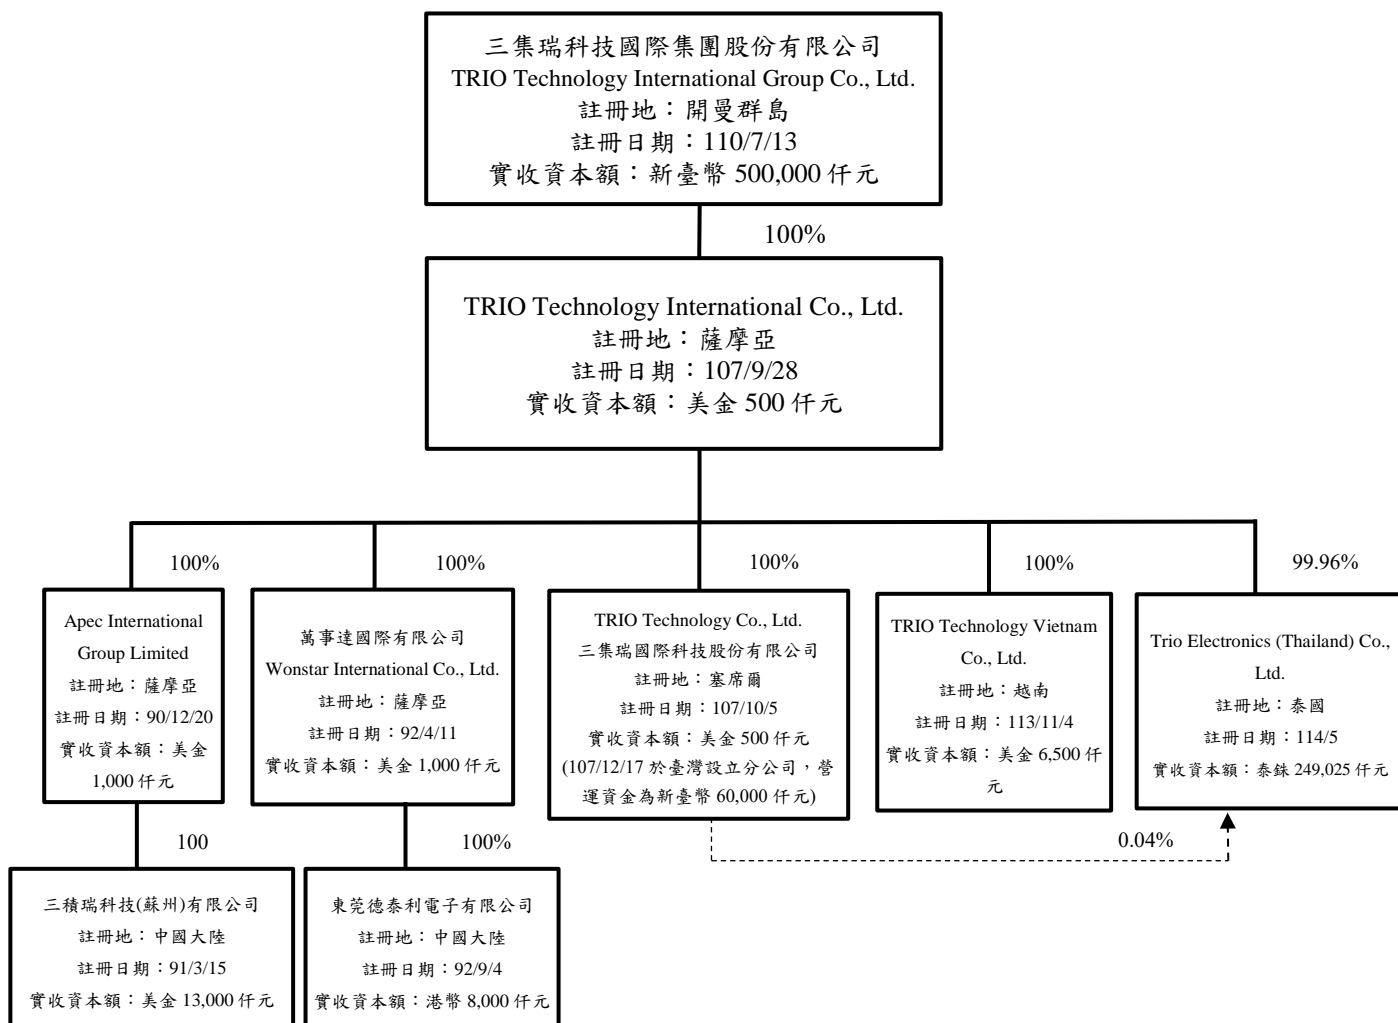 三集瑞科技國際集團股份有限公司
TRIO Technology International Group Co., Ltd.
註冊地：開曼群島
註冊日期：110/7/13
實收資本額：新臺幣 500,000 仟元
100%
TRIO Technology International Co., Ltd.
註冊地：薩摩亞
註冊日期：107/9/28
實收資本額：美金 500 仟元
100%
Apec International
Group Limited
註冊地：薩摩亞
註冊日期：90/12/20
實收資本額：美金
1,000 仟元
100%
萬事達國際有限公司
Wonstar International Co., Ltd.
註冊地：薩摩亞
註冊日期：92/4/11
實收資本額：美金 1,000 仟元
100%
TRIO Technology Co., Ltd.
三集瑞國際科技股份有限公司
註冊地：塞席爾
註冊日期：107/10/5
實收資本額：美金 500 仟元
(107/12/17 於臺灣設立分公司，營
運資金為新臺幣 60,000 仟元)
100%
TRIO Technology Vietnam
Co., Ltd.
註冊地：越南
註冊日期：113/11/4
實收資本額：美金 6,500 仟
元
99.96%
Trio Electronics (Thailand) Co.,
Ltd.
註冊地：泰國
註冊日期：114/5
實收資本額：泰銖 249,025 仟元
0.04%
100
三積瑞科技(蘇州)有限公司
註冊地：中國大陸
註冊日期：91/3/15
實收資本額：美金 13,000 仟元
100%
東莞德泰利電子有限公司
註冊地：中國大陸
註冊日期：92/9/4
實收資本額：港幣 8,000 仟元